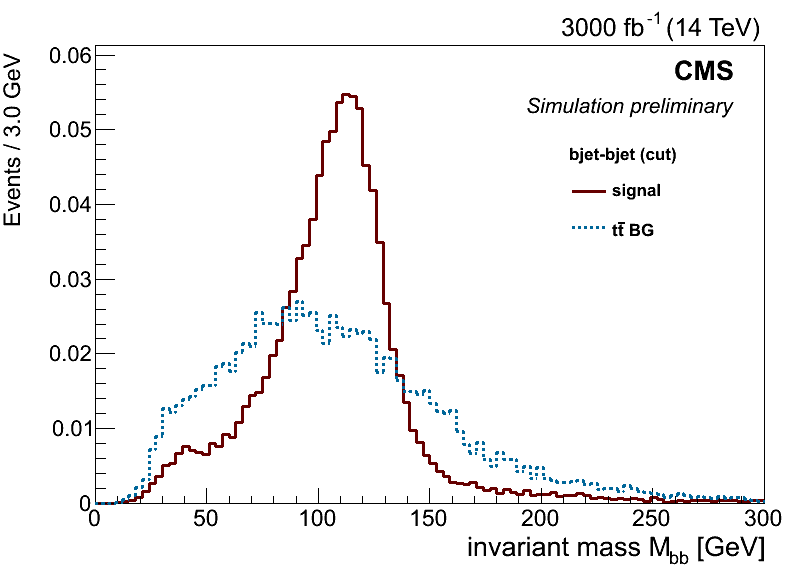 3000 fb⁻¹ (14 TeV)
CMS
Simulation preliminary
bjet-bjet (cut)
signal
tt̄ BG
Events / 3.0 GeV
0.06
0.05
0.04
0.03
0.02
0.01
0
0 50 100 150 200 250 300
invariant mass M_bb [GeV]